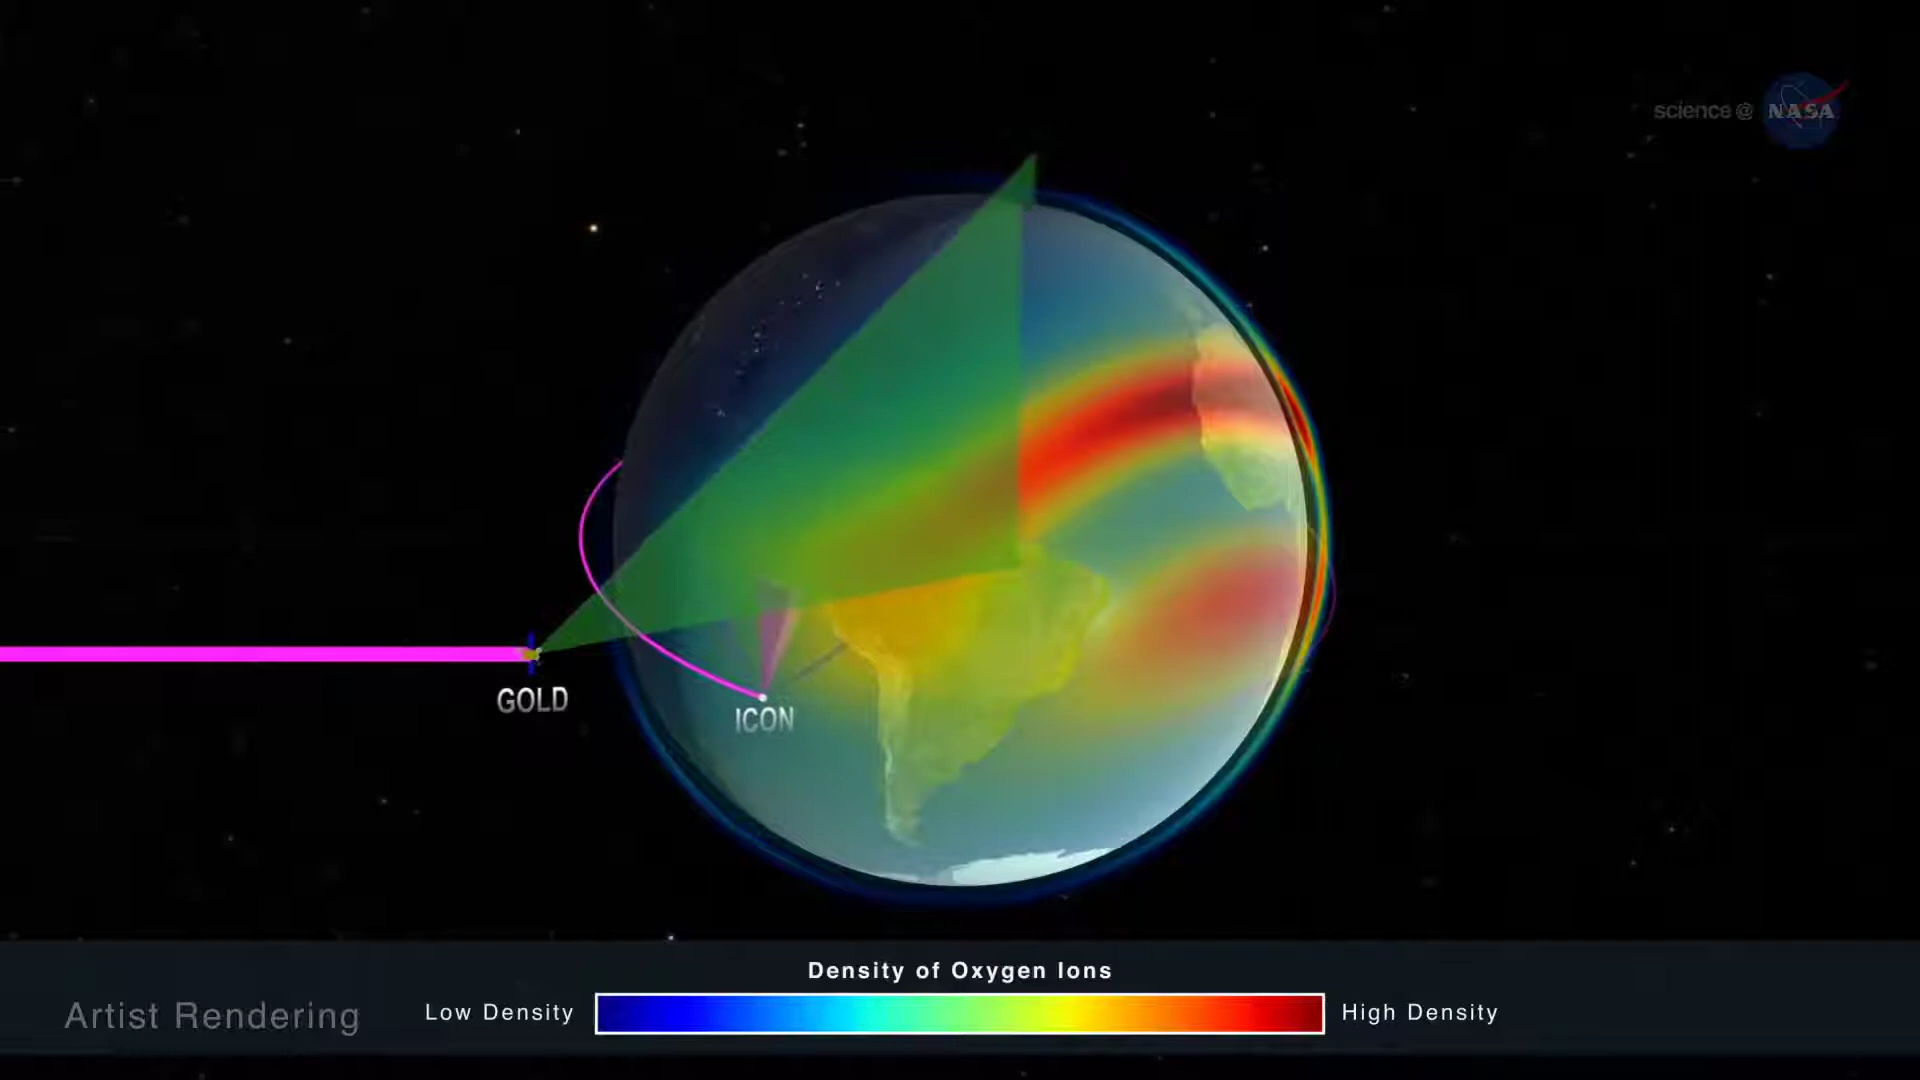 science @ NASA
GOLD
ICON
Density of Oxygen Ions
Artist Rendering
Low Density
High Density